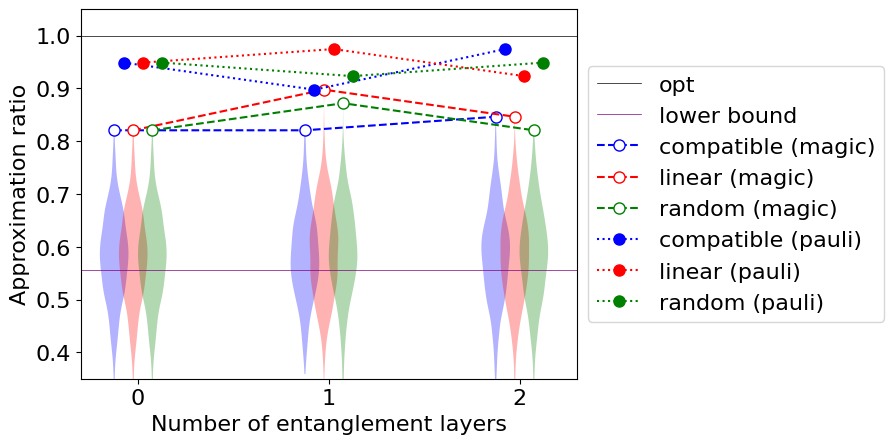 1.0
0.9
0.8
0.7
0.6
0.5
0.4
Approximation ratio
0 1 2
Number of entanglement layers
opt
lower bound
compatible (magic)
linear (magic)
random (magic)
compatible (pauli)
linear (pauli)
random (pauli)